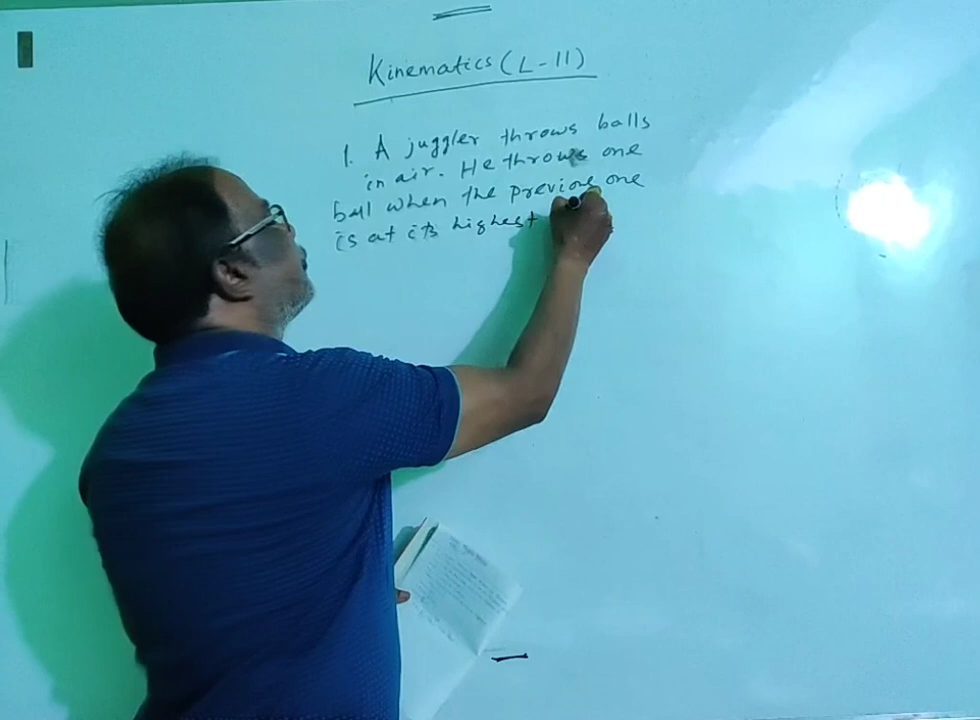 Kinematics (L-11)
1. A juggler throws balls
in air. He throws one
ball when the previous one
is at its highest